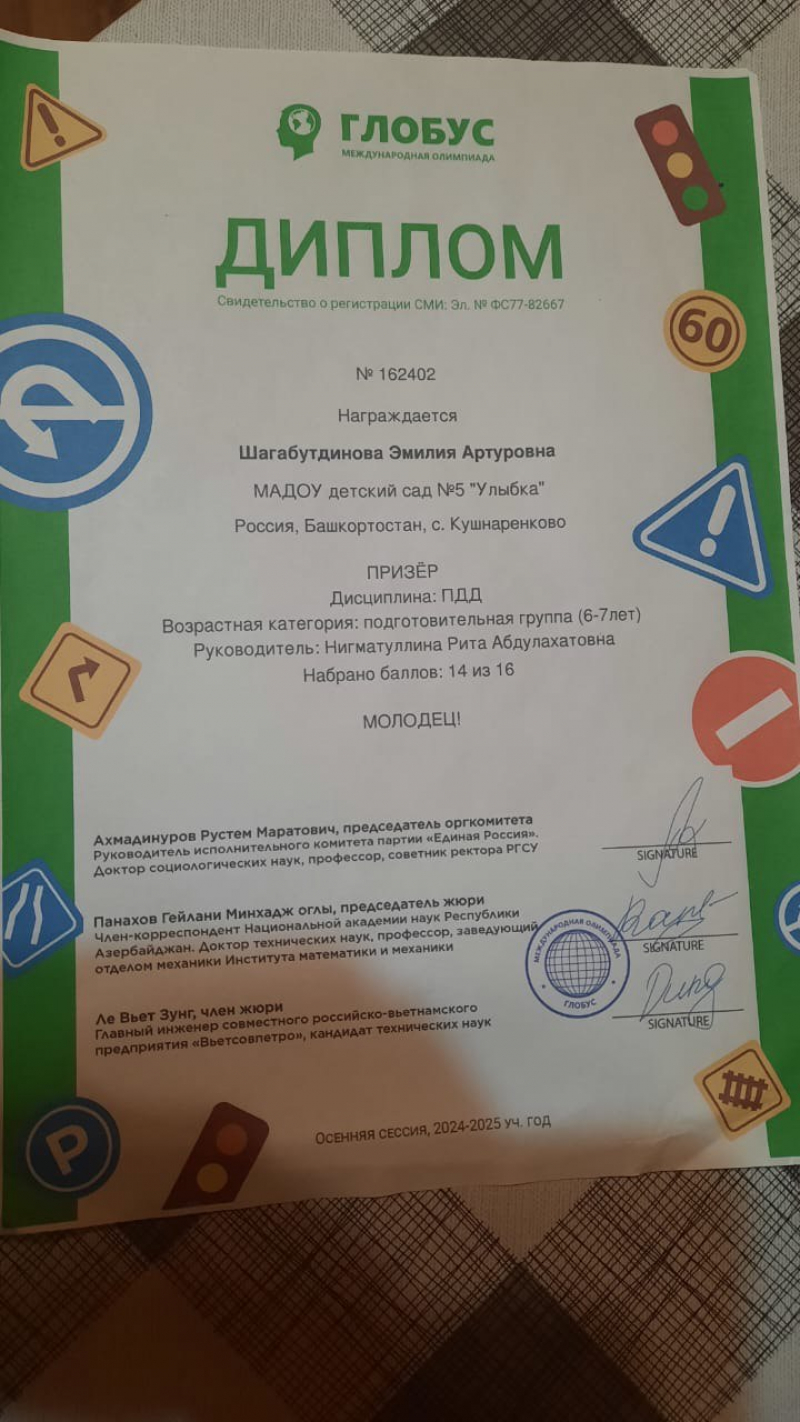 ГЛОБУС
МЕЖДУНАРОДНАЯ ОЛИМПИАДА
ДИПЛОМ
Свидетельство о регистрации СМИ: Эл. № ФС77-82667
60
№ 162402
Награждается
Шагабутдинова Эмилия Артуровна
МАДОУ детский сад №5 "Улыбка"
Россия, Башкортостан, с. Кушнаренково
ПРИЗЁР
Дисциплина: ПДД
Возрастная категория: подготовительная группа (6-7лет)
Руководитель: Нигматуллина Рита Абдулахатовна
Набрано баллов: 14 из 16
МОЛОДЕЦ!
Ахмадинуров Рустем Маратович, председатель оргкомитета
Руководитель исполнительного комитета партии «Единая Россия».
Доктор социологических наук, профессор, советник ректора РГСУ
SIGNATURE
Панахов Гейлани Минхадж оглы, председатель жюри
Член-корреспондент Национальной академии наук Республики
Азербайджан. Доктор технических наук, профессор, заведующий
отделом механики Института математики и механики
SIGNATURE
МЕЖДУНАРОДНАЯ ОЛИМПИАДА
ГЛОБУС
Ле Вьет Зунг, член жюри
Главный инженер совместного российско-вьетнамского
предприятия «Вьетсовпетро», кандидат технических наук
SIGNATURE
P
Осенняя сессия, 2024-2025 уч. год